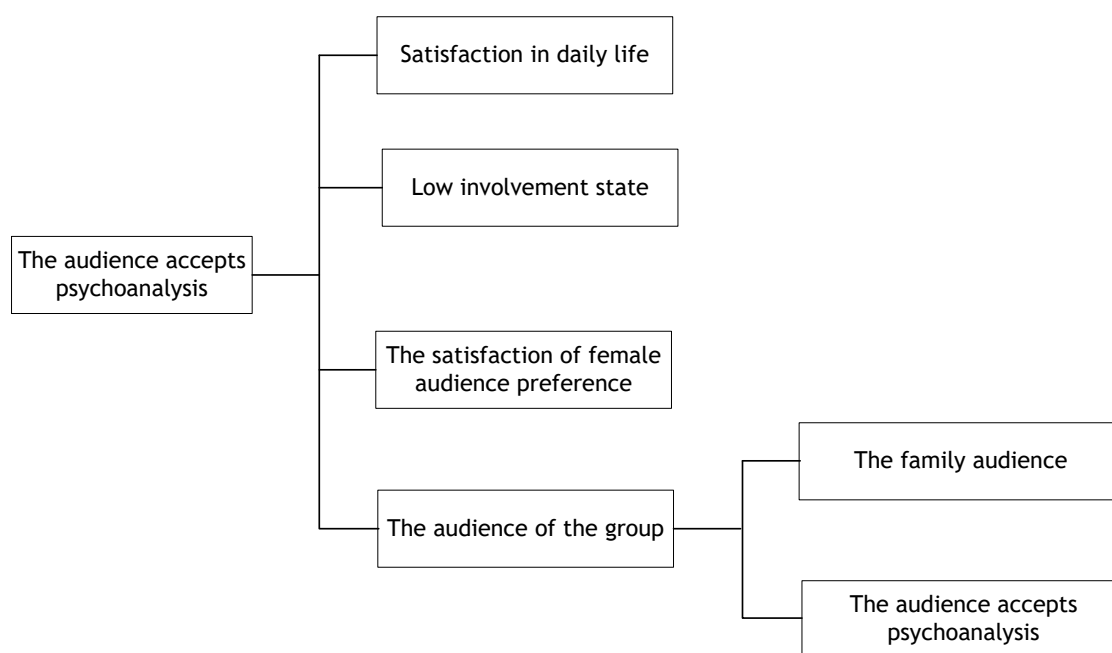 Satisfaction in daily life
Low involvement state
The audience accepts
psychoanalysis
The satisfaction of female
audience preference
The family audience
The audience of the group
The audience accepts
psychoanalysis